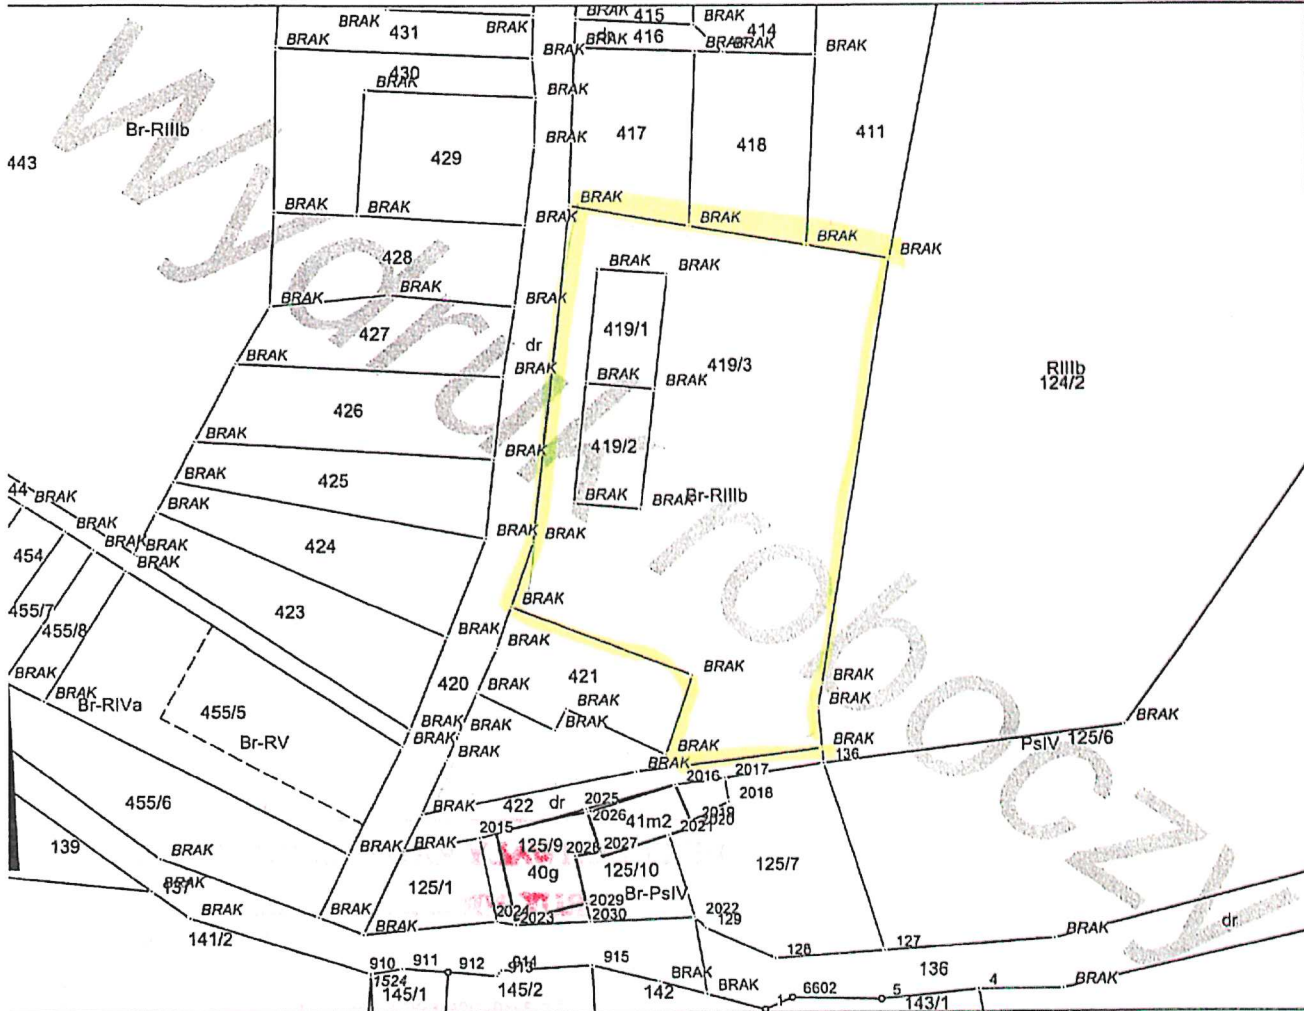 BRAK 415 BRAK
BRAK 431 BRAK dr 416 414
BRAK BRAK BRAK BRAK BRAK BRAK
430
BRAK BRAK
Br-RIIIb BRAK 417 418 411
443 429
BRAK BRAK BRAK BRAK BRAK BRAK BRAK
428 BRAK BRAK
BRAK BRAK BRAK
427 419/1
dr 419/3
BRAK BRAK BRAK BRAK RIIIb
124/2
426
BRAK BRAK 419/2
BRAK 425 BRAK BRAK Br-RIIIb
44 BRAK BRAK
BRAK BRAK BRAK BRAK BRAK
424
454 BRAK
455/7 423 BRAK
455/8 BRAK BRAK
BRAK 421 BRAK BRAK
BRAK 420 BRAK BRAK
Br-RIVa 455/5 BRAK BRAK BRAK BRAK
Br-RV BRAK BRAK BRAK BRAK PsIV 125/6
BRAK 136
455/6 BRAK 422 dr 2016 2017
2025 2018
2026 41m2 2019
2020
139 BRAK BRAK 2015 2021
125/9 2028 2027
125/7
137 BRAK 125/1 40g 125/10
Br-PsIV
BRAK BRAK BRAK 2024 2029 2022
2023 2030 129 dr
141/2 128 127 BRAK
910 911 912 914 915 BRAK 136
913
1524 BRAK 6602 4 BRAK
145/1 145/2 142 1 5 143/1
Wydruk roboczy